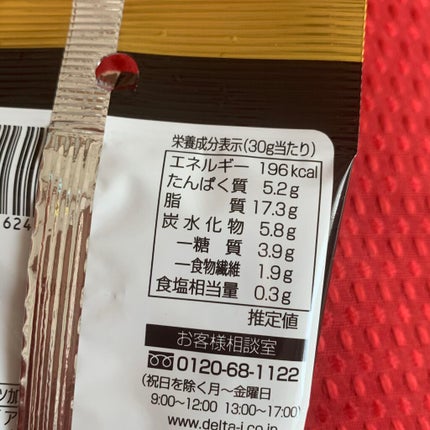 栄養成分表示(30g当たり)
エネルギー 196kcal
たんぱく質 5.2g
脂質 17.3g
炭水化物 5.8g
－糖質 3.9g
－食物繊維 1.9g
食塩相当量 0.3g
推定値
お客様相談室
0120-68-1122
(祝日を除く月～金曜日
9:00～12:00 13:00～17:00)
www.delta-i.co.jp
624